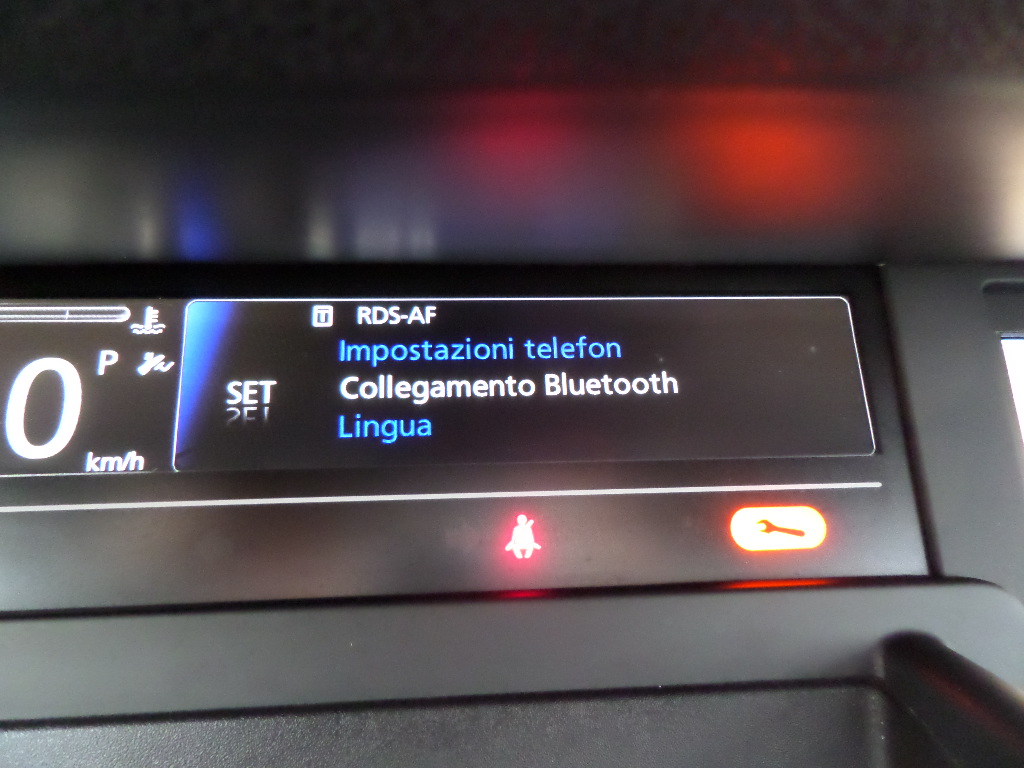 RDS-AF
Impostazioni telefon
SET
Collegamento Bluetooth
Lingua
0
P
km/h